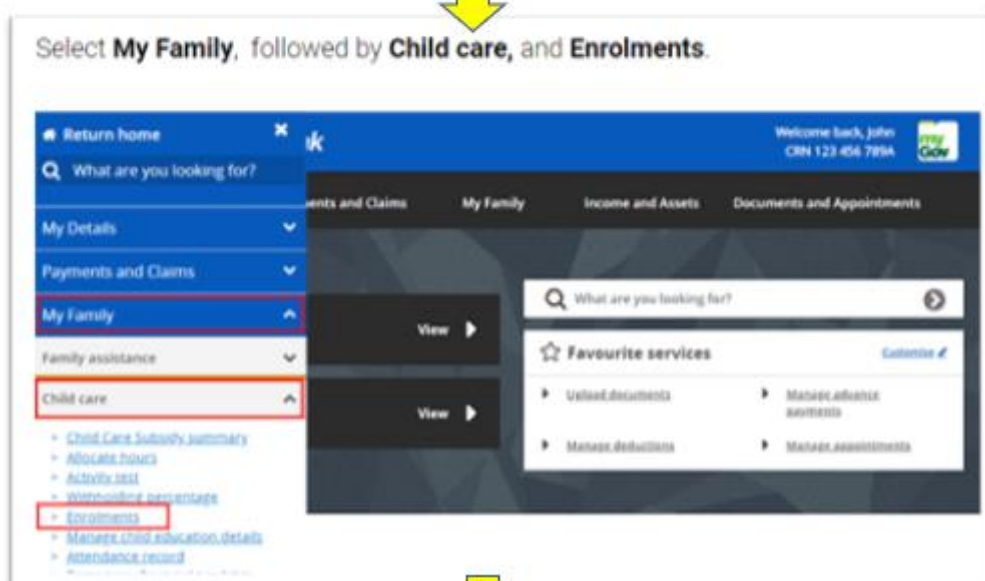 Select My Family, followed by Child care, and Enrolments.
Return home
What are you looking for?
My Details
Payments and Claims
My Family
Family assistance
Child care
Child Care Subsidy summary
Allocate hours
Activity test
Withholding percentage
Enrolments
Manage child education details
Attendance record
Welcome back, John
CRN 123 456 789A
my
Gov
and Claims
My Family
Income and Assets
Documents and Appointments
View
View
What are you looking for?
Favourite services
Customise
Upload documents
Manage advance
payments
Manage deductions
Manage appointments